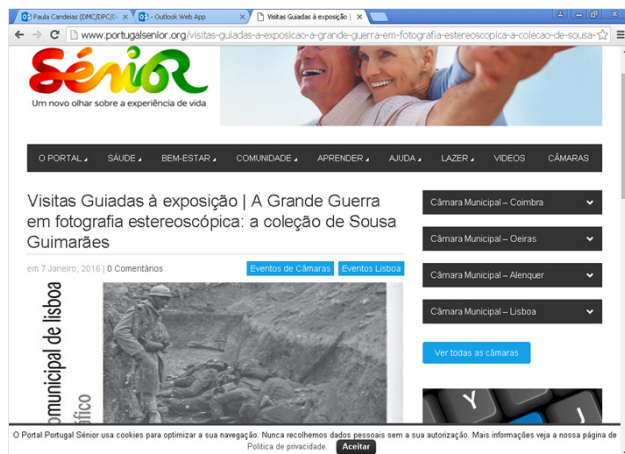 Paula Candeias (DMC/DPC/D
- Outlook Web App
Visitas Guiadas à exposição |
www.portugalsenior.org/visitas-guiadas-a-exposicao-a-grande-guerra-em-fotografia-estereoscopica-a-colecao-de-sousa-
SéniOR
Um novo olhar sobre a experiência de vida
O PORTAL
SÁUDE
BEM-ESTAR
COMUNIDADE
APRENDER
AJUDA
LAZER
VIDEOS
CÂMARAS
Visitas Guiadas à exposição | A Grande Guerra
em fotografia estereoscópica: a coleção de Sousa
Guimarães
em 7 Janeiro, 2016 | 0 Comentários
Eventos de Câmaras
Eventos Lisboa
omunicipal de lisboa
áfico
Câmara Municipal – Coimbra
Câmara Municipal – Oeiras
Câmara Municipal – Alenquer
Câmara Municipal – Lisboa
Ver todas as câmaras
Y
J
O Portal Portugal Sénior usa cookies para optimizar a sua navegação. Nunca recolhemos dados pessoais sem a sua autorização. Mais informações veja a nossa página de
Politica de privacidade.
Aceitar